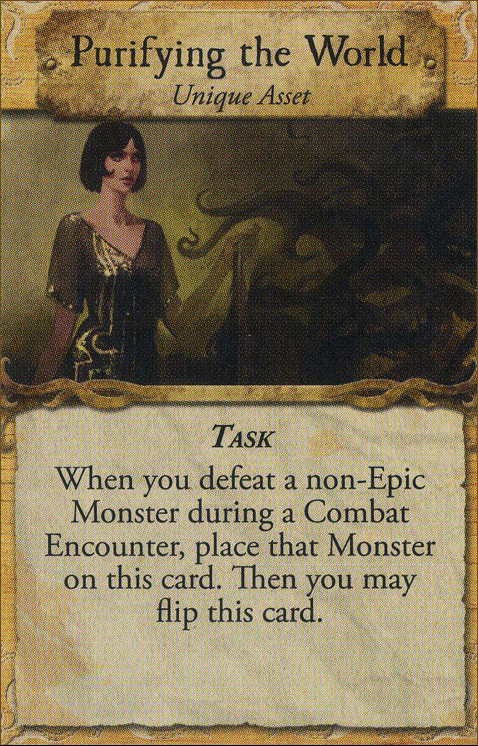 Purifying the World
Unique Asset
Task
When you defeat a non-Epic
Monster during a Combat
Encounter, place that Monster
on this card. Then you may
flip this card.